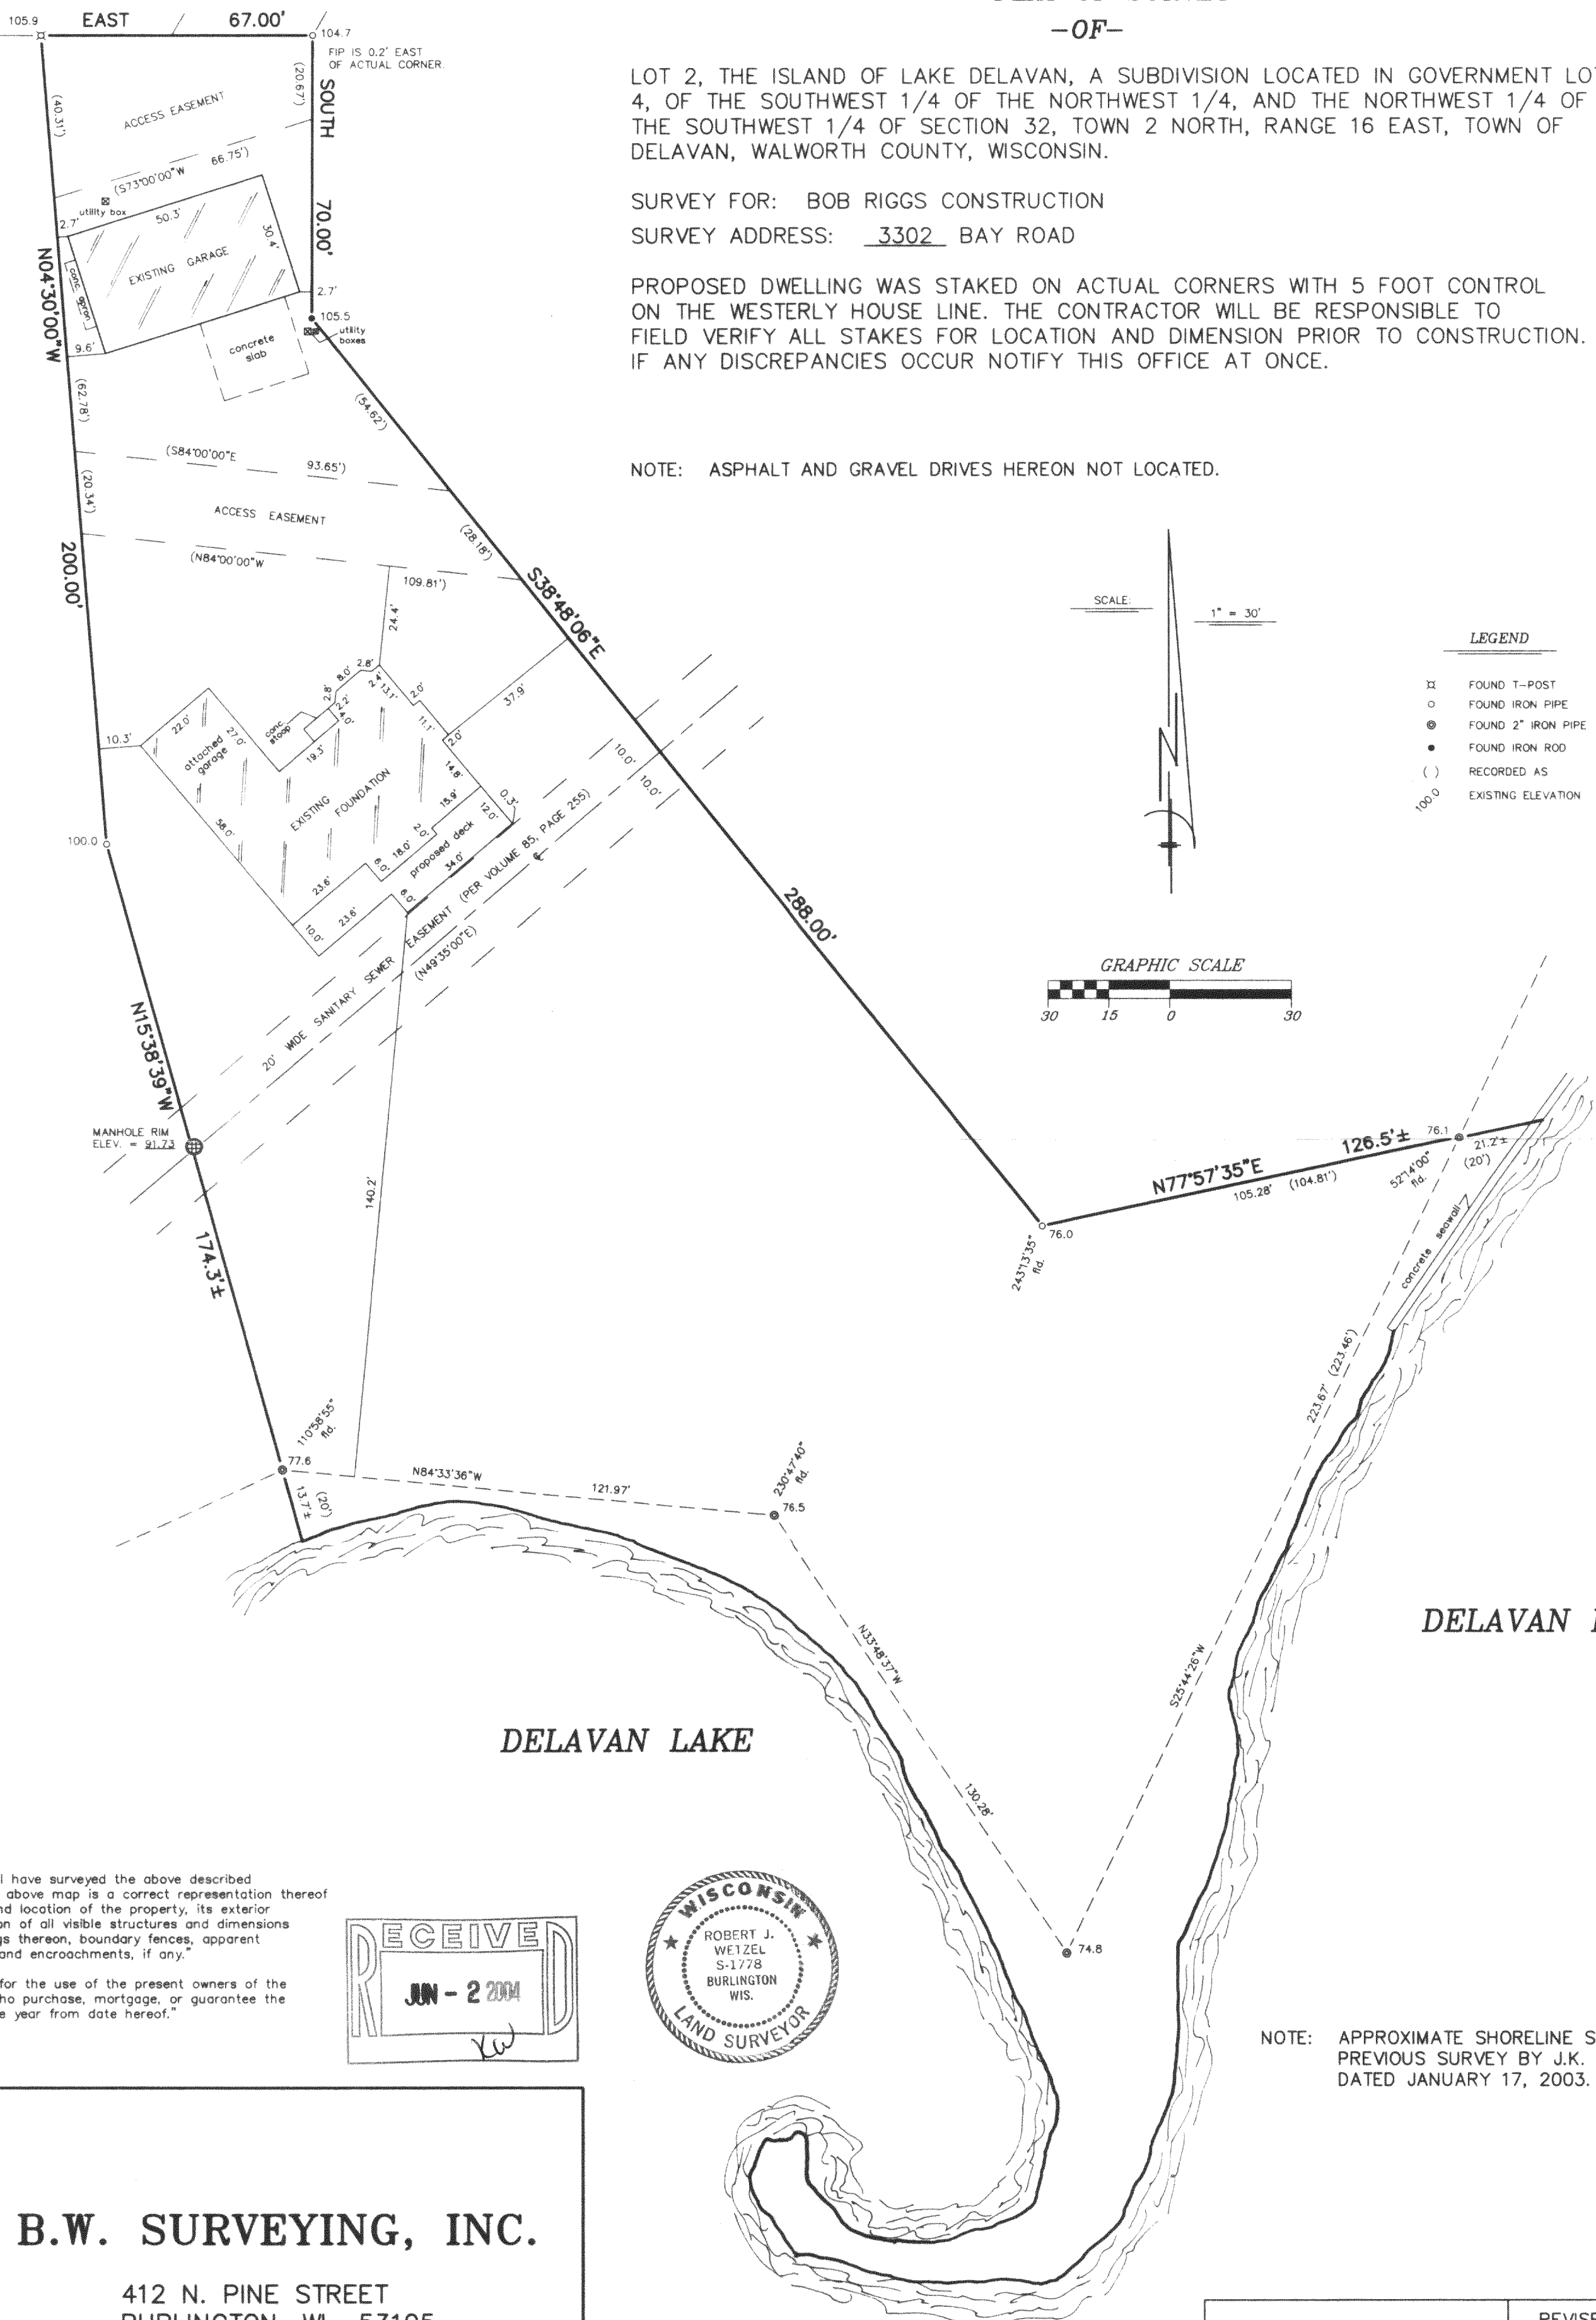 -OF-
LOT 2, THE ISLAND OF LAKE DELAVAN, A SUBDIVISION LOCATED IN GOVERNMENT LO
4, OF THE SOUTHWEST 1/4 OF THE NORTHWEST 1/4, AND THE NORTHWEST 1/4 OF
THE SOUTHWEST 1/4 OF SECTION 32, TOWN 2 NORTH, RANGE 16 EAST, TOWN OF
DELAVAN, WALWORTH COUNTY, WISCONSIN.
SURVEY FOR: BOB RIGGS CONSTRUCTION
SURVEY ADDRESS: 3302 BAY ROAD
PROPOSED DWELLING WAS STAKED ON ACTUAL CORNERS WITH 5 FOOT CONTROL
ON THE WESTERLY HOUSE LINE. THE CONTRACTOR WILL BE RESPONSIBLE TO
FIELD VERIFY ALL STAKES FOR LOCATION AND DIMENSION PRIOR TO CONSTRUCTION.
IF ANY DISCREPANCIES OCCUR NOTIFY THIS OFFICE AT ONCE.
NOTE: ASPHALT AND GRAVEL DRIVES HEREON NOT LOCATED.
105.9
EAST 67.00'
104.7
FIP IS 0.2' EAST
OF ACTUAL CORNER.
(40.31')
ACCESS EASEMENT
(20.67')
SOUTH
70.00'
(S73°00'00"W 66.75')
utility box
2.7'
50.3'
30.4'
EXISTING GARAGE
conc. apron
2.7'
105.5
utility
boxes
9.6'
concrete
slab
N04°30'00"W
200.00'
(62.78')
(54.62')
(S84°00'00"E 93.65')
(20.34')
ACCESS EASEMENT
(28.18')
(N84°00'00"W 109.81')
S38°48'06"E
288.00'
24.4'
2.8'
8.0'
2.8'
2.4'
13.1'
2.0'
2.2'
4.0'
11.1'
2.0'
37.9'
22.0'
10.3'
attached
garage
27.0'
conc.
stoop
19.3'
14.8'
EXISTING
FOUNDATION
58.0'
15.9'
12.0'
0.3'
2.0'
18.0'
6.0'
proposed deck
34.0'
23.6'
6.0'
23.6'
10.0'
10.0'
10.0'
20' WIDE SANITARY SEWER EASEMENT (PER VOLUME 85, PAGE 255)
(N49°35'00"E)
100.0
N15°38'39"W
174.3'±
MANHOLE RIM
ELEV. = 91.73
140.2'
SCALE: 1" = 30'
N
LEGEND
FOUND T-POST
FOUND IRON PIPE
FOUND 2" IRON PIPE
FOUND IRON ROD
( ) RECORDED AS
100.0 EXISTING ELEVATION
GRAPHIC SCALE
30 15 0 30
N77°57'35"E 126.5'±
105.28' (104.81')
76.1
21.2'±
(20')
52°14'00"
fld.
76.0
243°13'35"
fld.
concrete seawall
223.67' (223.46')
S25°44'26"W
110°58'55"
fld.
77.6
13.7'±
(20')
N84°33'36"W 121.97'
230°47'40"
fld.
76.5
N33°48'37"W
130.28'
74.8
DELAVAN LAKE
DELAVAN
I have surveyed the above described
above map is a correct representation thereof
nd location of the property, its exterior
on of all visible structures and dimensions
gs thereon, boundary fences, apparent
and encroachments, if any."
for the use of the present owners of the
ho purchase, mortgage, or guarantee the
e year from date hereof."
RECEIVED
JUN - 2 2004
KW
WISCONSIN
ROBERT J.
WETZEL
S-1778
BURLINGTON
WIS.
LAND SURVEYOR
NOTE: APPROXIMATE SHORELINE S
PREVIOUS SURVEY BY J.K.
DATED JANUARY 17, 2003.
B.W. SURVEYING, INC.
412 N. PINE STREET
BURLINGTON, WI. 53105
REVIS